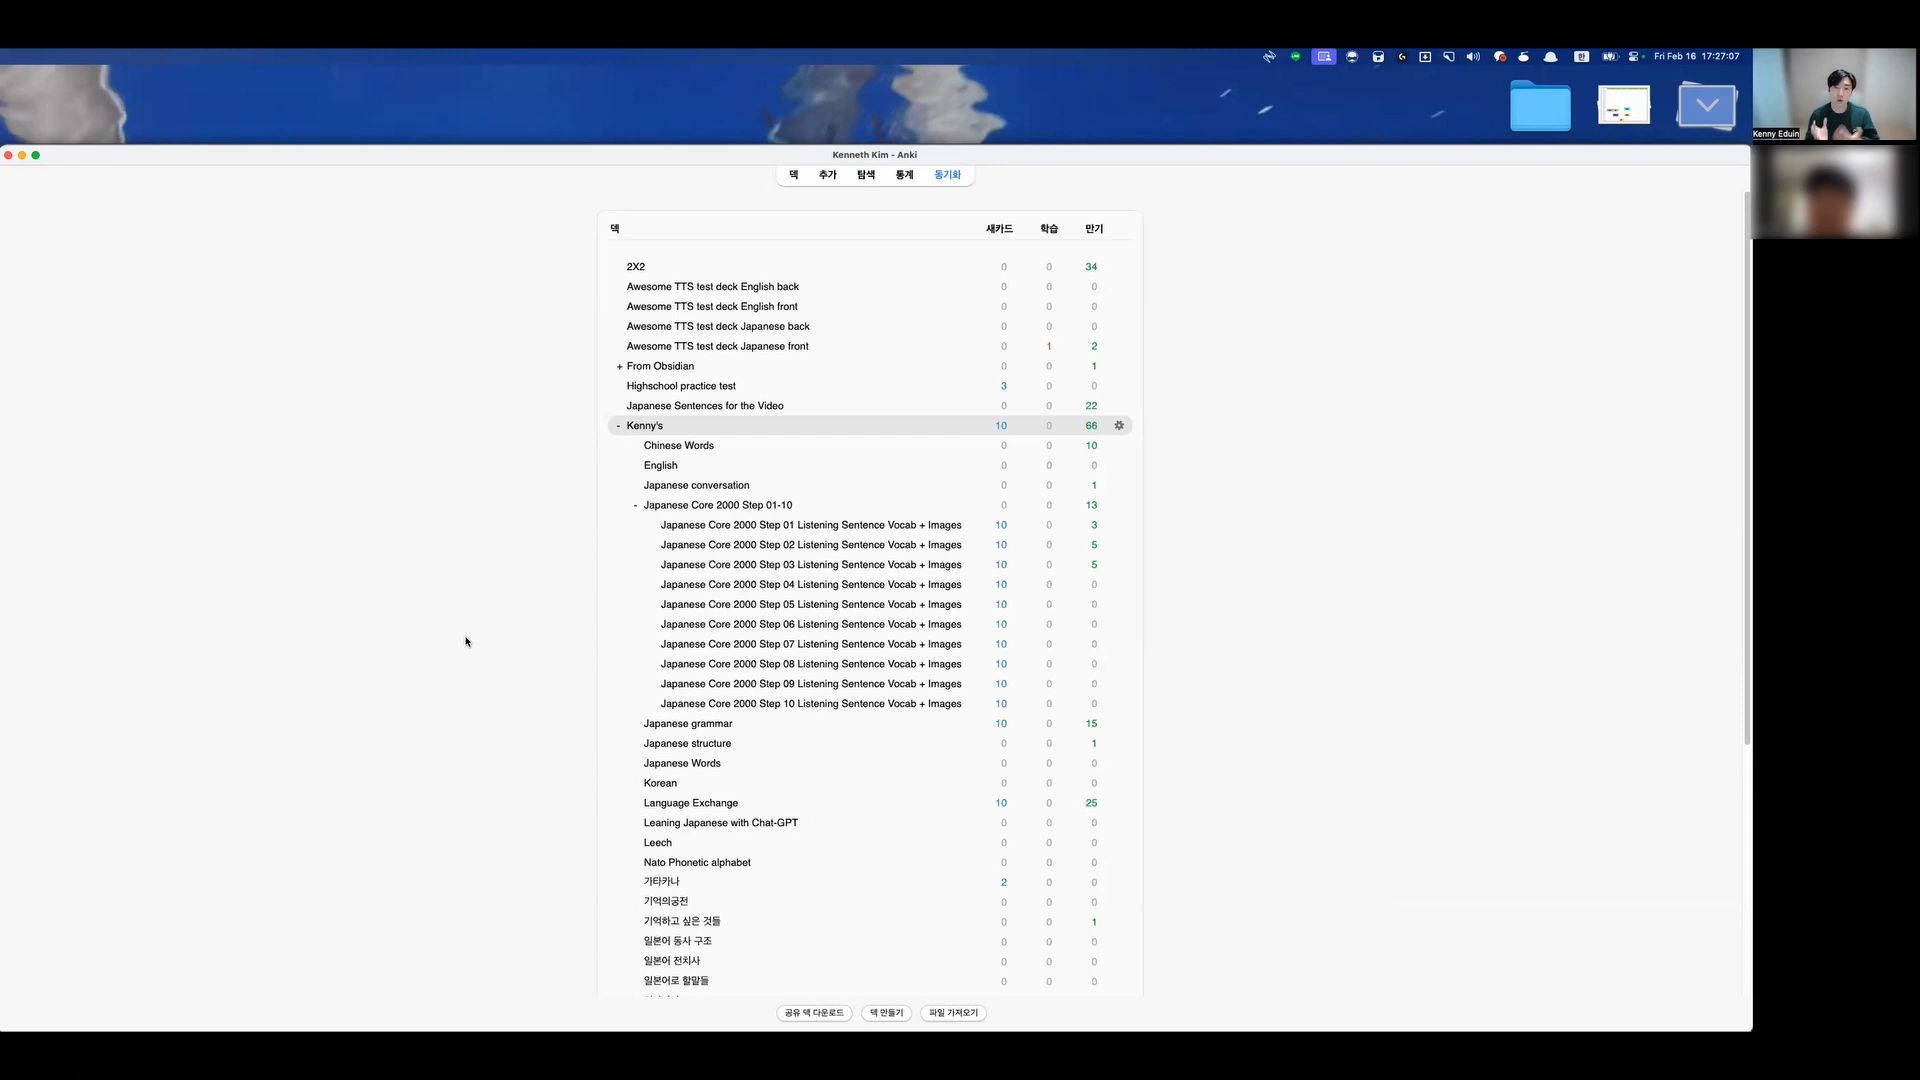 Fri Feb 16 17:27:07
Kenny Eduin
Kenneth Kim - Anki
덱 추가 탐색 통계 동기화
덱 새카드 학습 만기
2X2 0 0 34
Awesome TTS test deck English back 0 0 0
Awesome TTS test deck English front 0 0 0
Awesome TTS test deck Japanese back 0 0 0
Awesome TTS test deck Japanese front 0 1 2
+ From Obsidian 0 0 1
Highschool practice test 3 0 0
Japanese Sentences for the Video 0 0 22
- Kenny's 10 0 66
Chinese Words 0 0 10
English 0 0 0
Japanese conversation 0 0 1
- Japanese Core 2000 Step 01-10 0 0 13
Japanese Core 2000 Step 01 Listening Sentence Vocab + Images 10 0 3
Japanese Core 2000 Step 02 Listening Sentence Vocab + Images 10 0 5
Japanese Core 2000 Step 03 Listening Sentence Vocab + Images 10 0 5
Japanese Core 2000 Step 04 Listening Sentence Vocab + Images 10 0 0
Japanese Core 2000 Step 05 Listening Sentence Vocab + Images 10 0 0
Japanese Core 2000 Step 06 Listening Sentence Vocab + Images 10 0 0
Japanese Core 2000 Step 07 Listening Sentence Vocab + Images 10 0 0
Japanese Core 2000 Step 08 Listening Sentence Vocab + Images 10 0 0
Japanese Core 2000 Step 09 Listening Sentence Vocab + Images 10 0 0
Japanese Core 2000 Step 10 Listening Sentence Vocab + Images 10 0 0
Japanese grammar 10 0 15
Japanese structure 0 0 1
Japanese Words 0 0 0
Korean 0 0 0
Language Exchange 10 0 25
Leaning Japanese with Chat-GPT 0 0 0
Leech 0 0 0
Nato Phonetic alphabet 0 0 0
가타카나 2 0 0
기억의궁전 0 0 0
기억하고 싶은 것들 0 0 1
일본어 동사 구조 0 0 0
일본어 전치사 0 0 0
일본어로 할말들 0 0 0
공유 덱 다운로드 덱 만들기 파일 가져오기